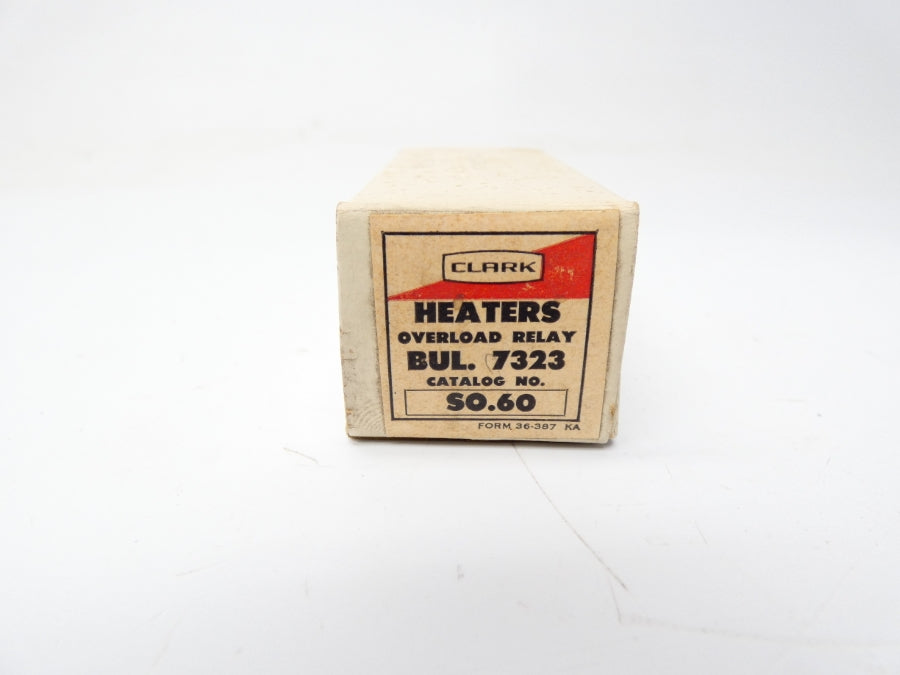 CLARK
HEATERS
OVERLOAD RELAY
BUL. 7323
CATALOG NO.
SO.60
FORM 36-387 KA